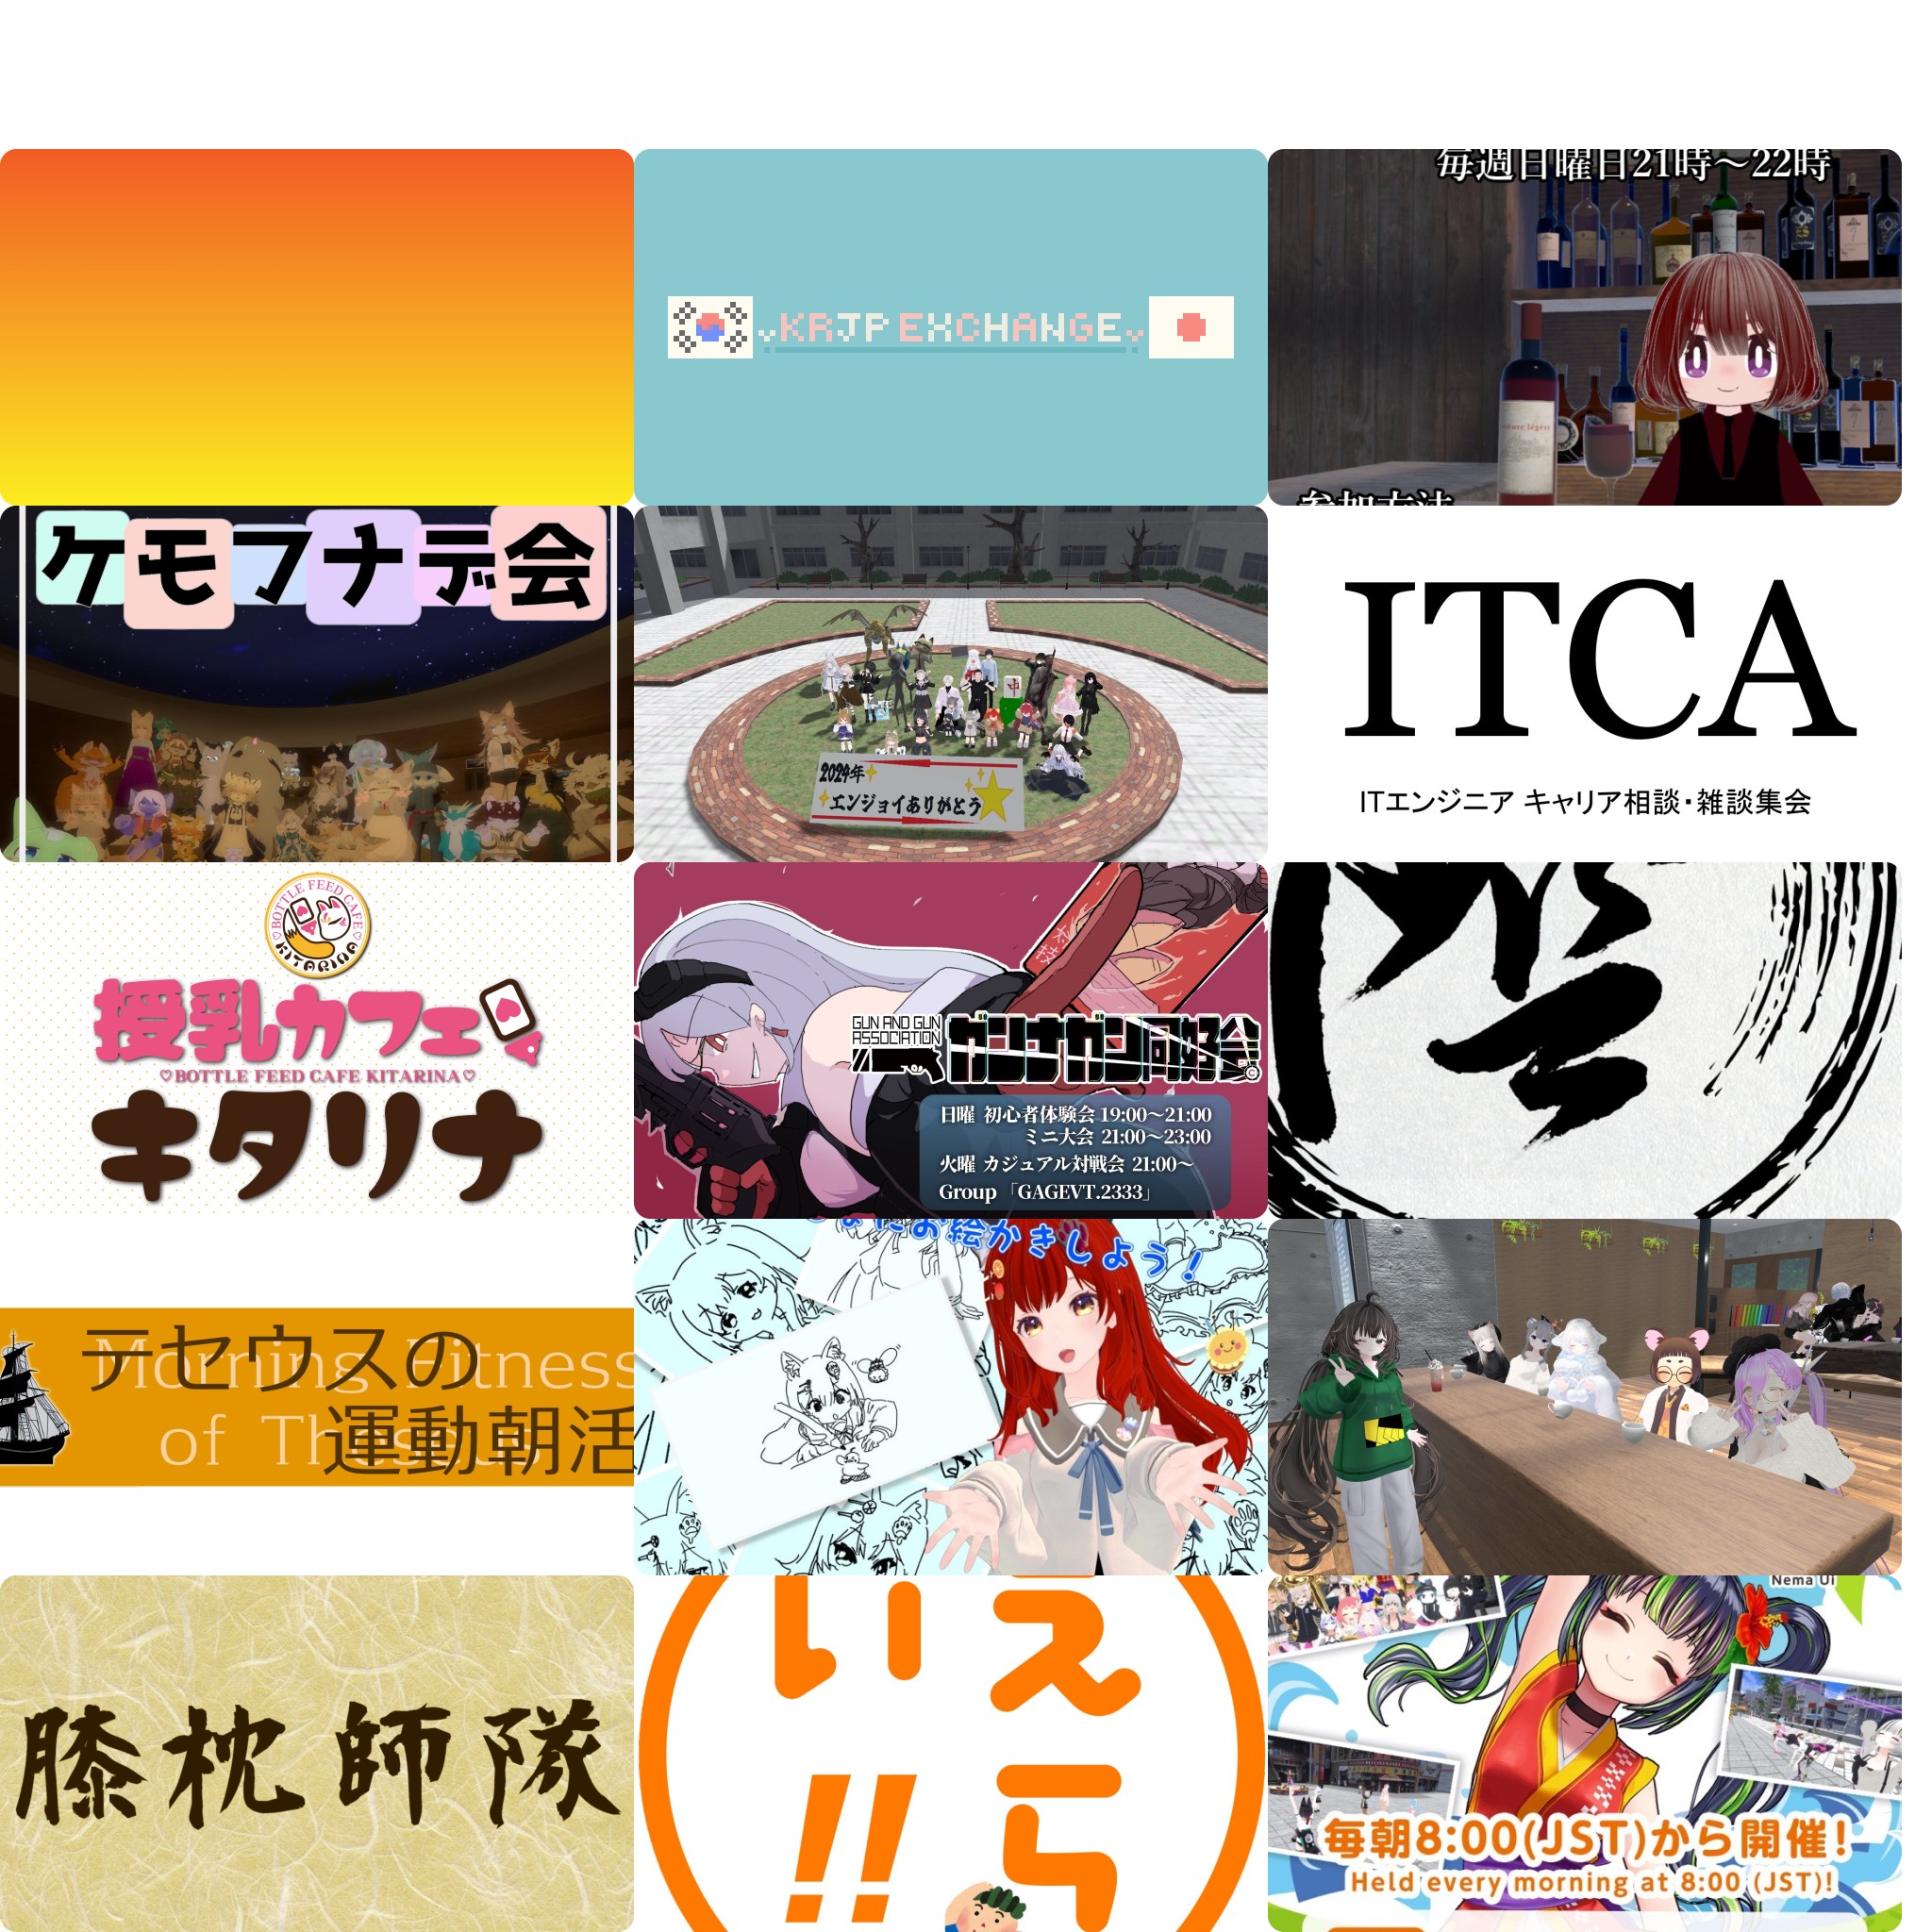 KRJP EXCHANGE
毎週日曜日21時～22時
参加方法
ケモフナデ会
2024年
エンジョイありがとう
中
ITCA
ITエンジニア キャリア相談・雑談集会
BOTTLE FEED CAFE
KITARINA
授乳カフェ
♡BOTTLE FEED CAFE KITARINA♡
キタリナ
GUN AND GUN
ASSOCIATION
ガンナガン同好会
日曜 初心者体験会 19:00～21:00
ミニ大会 21:00～23:00
火曜 カジュアル対戦会 21:00～
Group 「GAGEVT.2333」
テセウスの
Morning Fitness
運動朝活
of Theseus
なにお絵かきしよう！
膝枕師隊
えら
い!!
Nema Ui
毎朝8:00(JST)から開催!
Held every morning at 8:00 (JST)!